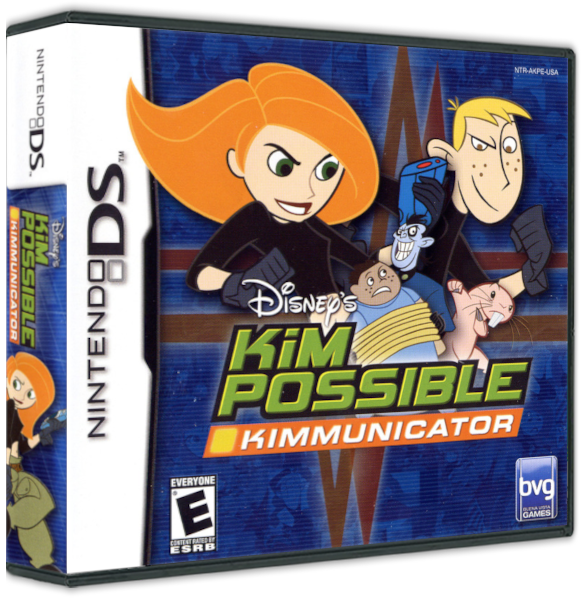 NINTENDO DS
Disney's
KIM
POSSIBLE
KIMMUNICATOR
NINTENDO DS™
NTR-AKPE-USA
Disney's
KiM
POSSIBLE
KIMMUNICATOR
EVERYONE
E
CONTENT RATED BY
ESRB
bvg
BUENA VISTA
GAMES